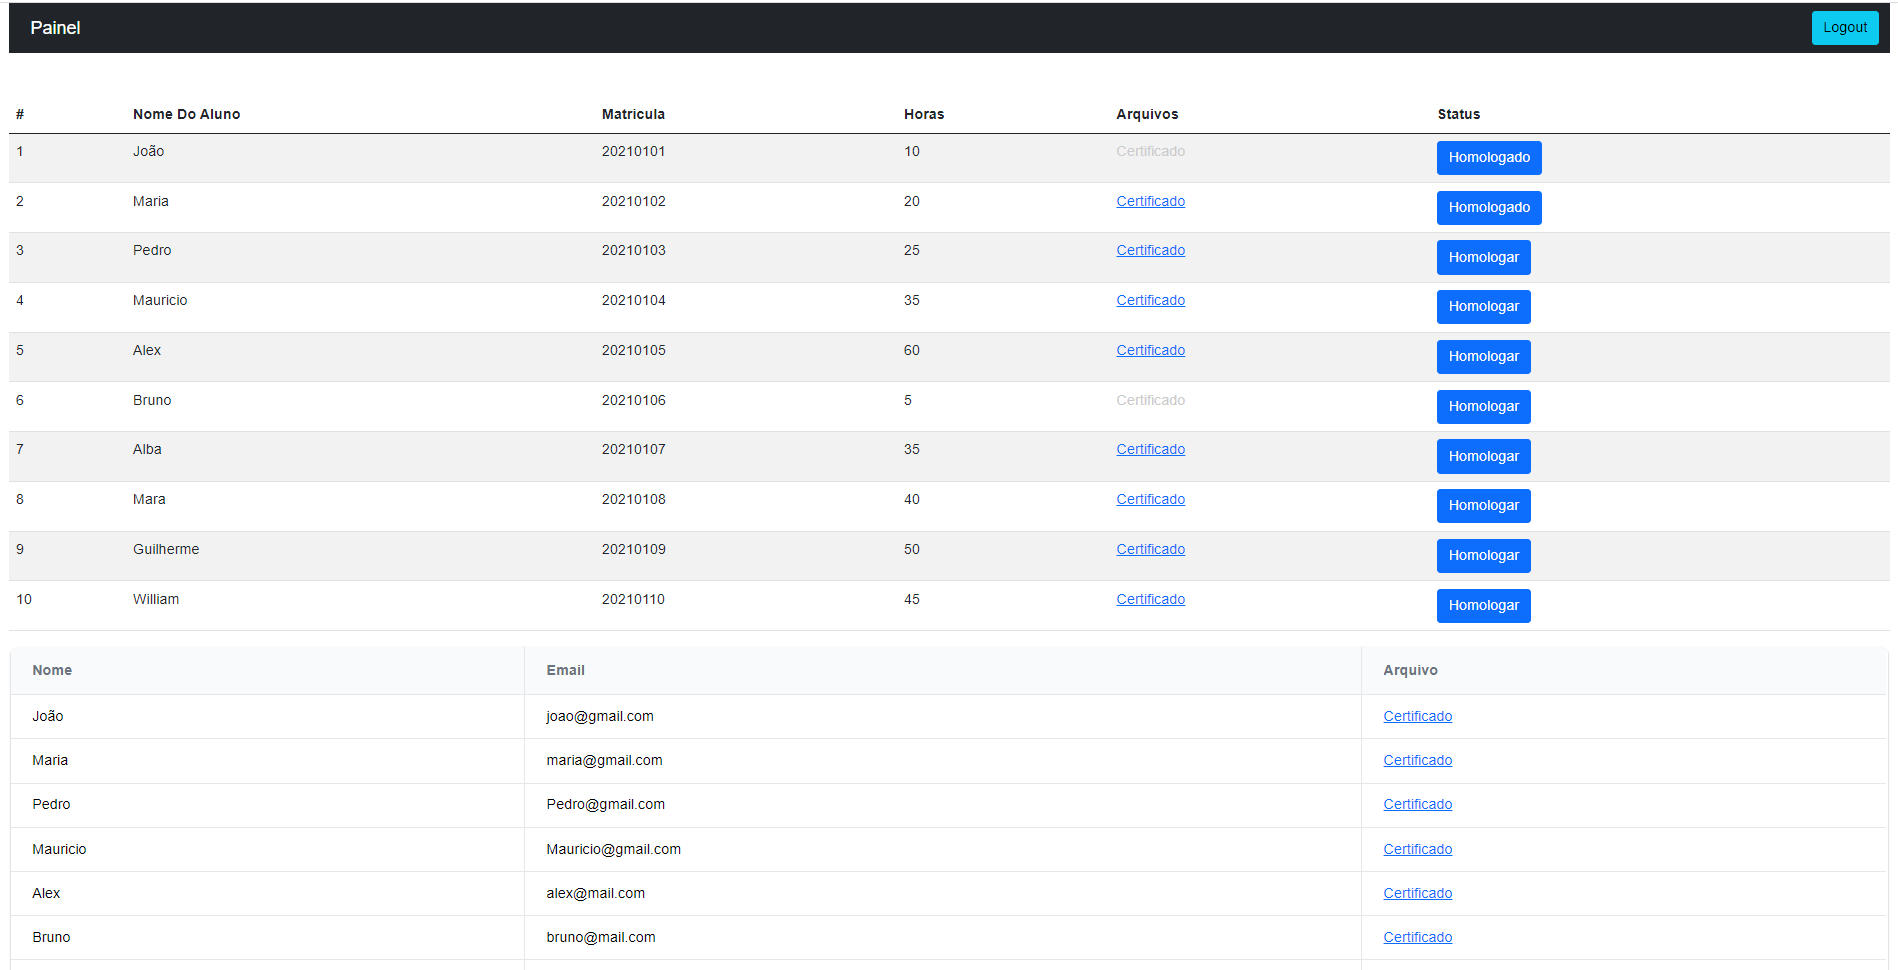 Painel Logout
# Nome Do Aluno Matricula Horas Arquivos Status
1 João 20210101 10 Certificado Homologado
2 Maria 20210102 20 Certificado Homologado
3 Pedro 20210103 25 Certificado Homologar
4 Mauricio 20210104 35 Certificado Homologar
5 Alex 20210105 60 Certificado Homologar
6 Bruno 20210106 5 Certificado Homologar
7 Alba 20210107 35 Certificado Homologar
8 Mara 20210108 40 Certificado Homologar
9 Guilherme 20210109 50 Certificado Homologar
10 William 20210110 45 Certificado Homologar
Nome Email Arquivo
João joao@gmail.com Certificado
Maria maria@gmail.com Certificado
Pedro Pedro@gmail.com Certificado
Mauricio Mauricio@gmail.com Certificado
Alex alex@mail.com Certificado
Bruno bruno@mail.com Certificado